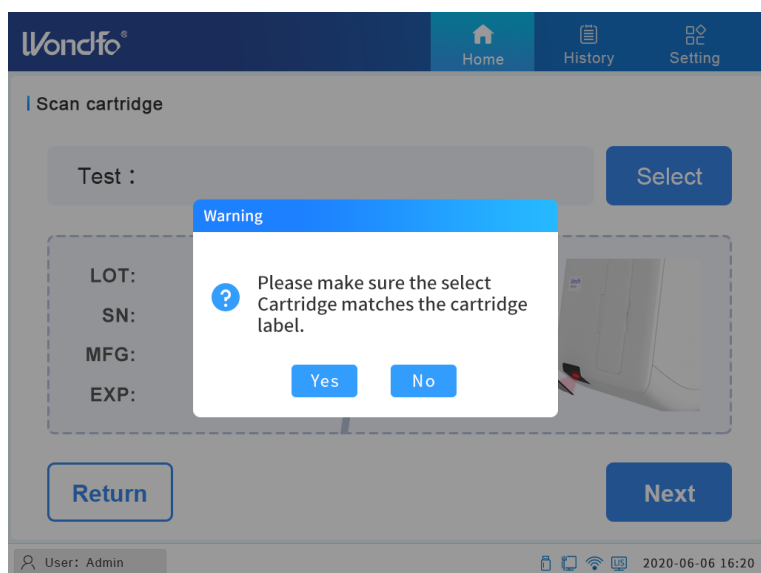 Wondfo®
Home
History
Setting
Scan cartridge
Test :
Select
Warning
Please make sure the select
Cartridge matches the cartridge
label.
Yes
No
LOT:
SN:
MFG:
EXP:
Return
Next
User: Admin
US
2020-06-06 16:20